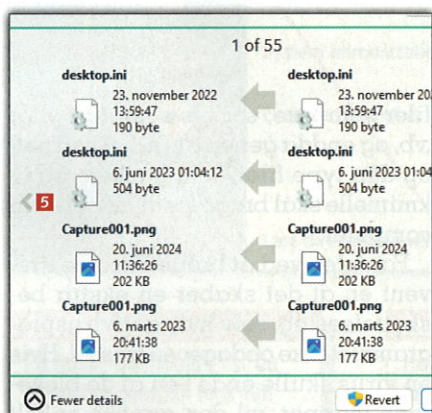 1 of 55
desktop.ini desktop.ini
23. november 2022 23. november
13:59:47 13:59:47
190 byte 190 byte
desktop.ini desktop.ini
6. juni 2023 01:04:12 6. juni 2023
504 byte 504 byte
5
Capture001.png Capture001.png
20. juni 2024 20. juni 2024
11:36:26 11:36:26
202 KB 202 KB
Capture001.png Capture001.png
6. marts 2023 6. marts 2023
20:41:38 20:41:38
177 KB 177 KB
Fewer details Revert